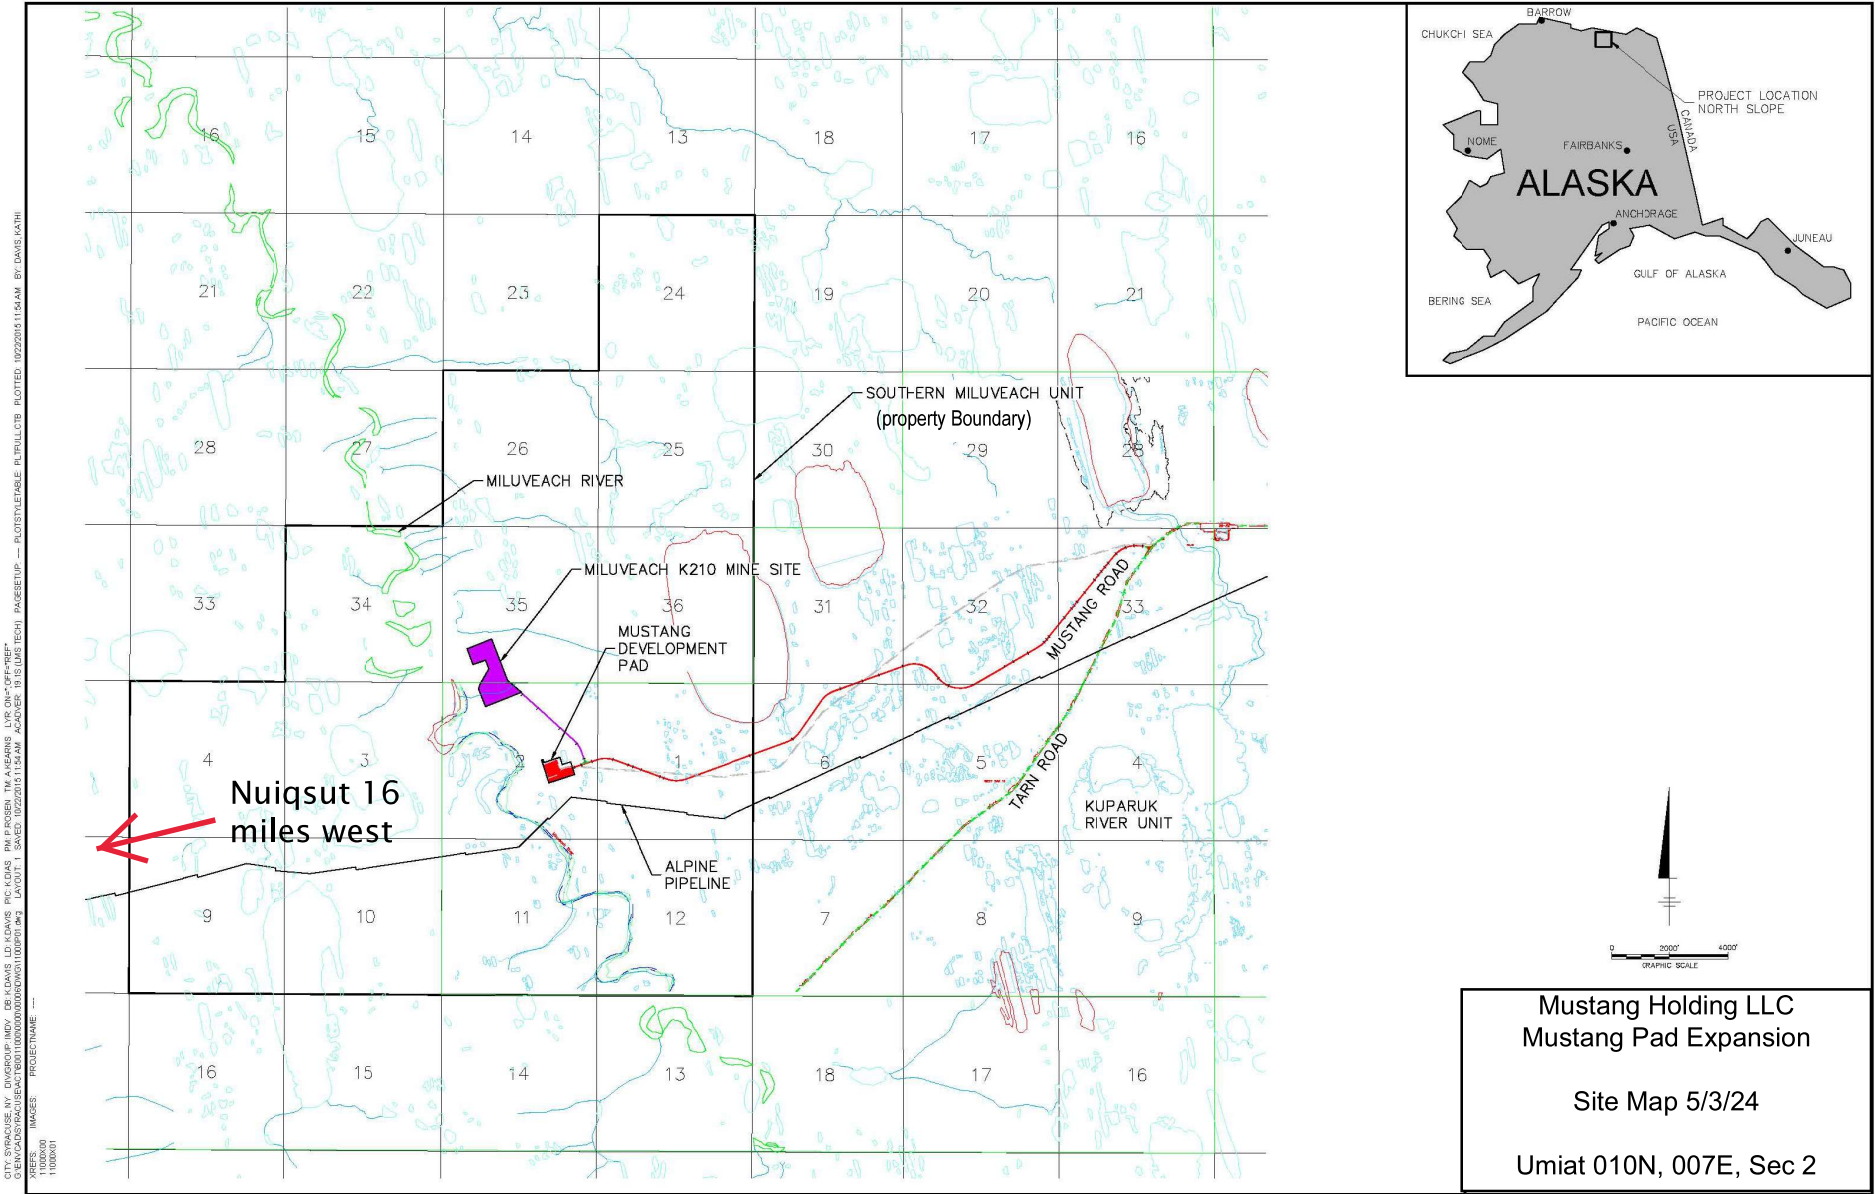 BARROW
CHUKCHI SEA
PROJECT LOCATION
NORTH SLOPE
CANADA
USA
NOME
FAIRBANKS
ALASKA
ANCHORAGE
JUNEAU
GULF OF ALASKA
BERING SEA
PACIFIC OCEAN
16 15 14 13 18 17 16
21 22 23 24 19 20 21
SOUTHERN MILUVEACH UNIT
(property Boundary)
28 27 26 25 30 29 28
MILUVEACH RIVER
MILUVEACH K210 MINE SITE
33 34 35 36 31 32 33
MUSTANG
DEVELOPMENT
PAD
MUSTANG ROAD
4 3 2 1 6 5 4
TARN ROAD
Nuiqsut 16
miles west
KUPARUK
RIVER UNIT
ALPINE
PIPELINE
9 10 11 12 7 8 9
16 15 14 13 18 17 16
0 2000' 4000'
GRAPHIC SCALE
Mustang Holding LLC
Mustang Pad Expansion
Site Map 5/3/24
Umiat 010N, 007E, Sec 2
XREFS: IMAGES: PROJECTNAME: ----
11000X00
11000X01